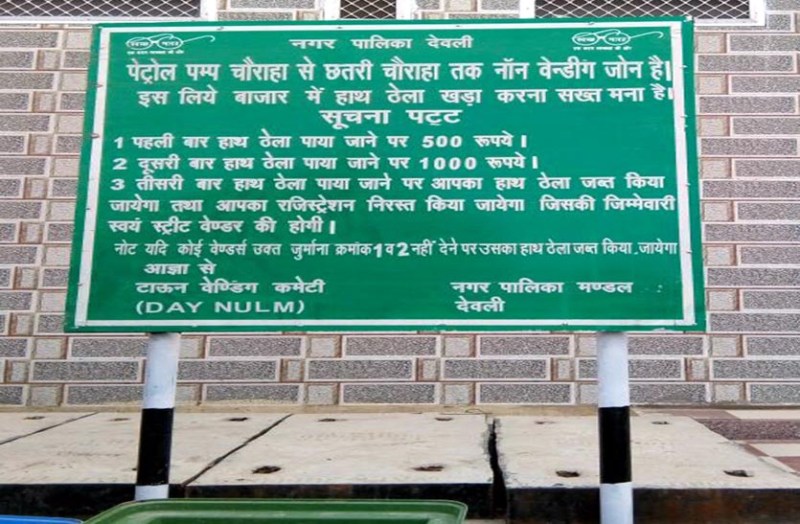 नगर पालिका देवली
पेट्रोल पम्प चौराहा से छतरी चौराहा तक नॉन वेन्डींग जोन है।
इस लिये बाजार में हाथ ठेला खड़ा करना सख्त मना है।
सूचना पट्ट
1 पहली बार हाथ ठेला पाया जाने पर 500 रूपये।
2 दूसरी बार हाथ ठेला पाया जाने पर 1000 रूपये।
3 तीसरी बार हाथ ठेला पाया जाने पर आपका हाथ ठेला जब्त किया
जायेगा तथा आपका रजिस्ट्रेशन निरस्त किया जायेगा जिसकी जिम्मेवारी
स्वयं स्ट्रीट वेण्डर की होगी।
नोट यदि कोई वेण्डर्स उक्त जुर्माना क्रमांक 1 व 2 नहीं देने पर उसका हाथ ठेला जब्त किया जायेगा
आज्ञा से
टाऊन वेण्डिंग कमेटी नगर पालिका मण्डल
(DAY NULM) देवली